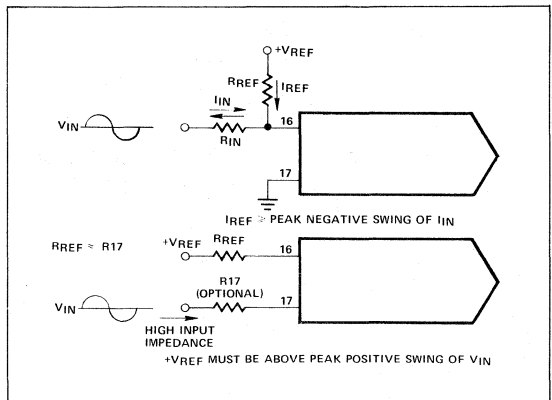 +VREF
RREF
IREF
IIN
VIN
RIN
16
17
IREF ≥ PEAK NEGATIVE SWING OF IIN
RREF ≈ R17
+VREF
RREF
16
R17
(OPTIONAL)
VIN
17
HIGH INPUT
IMPEDANCE
+VREF MUST BE ABOVE PEAK POSITIVE SWING OF VIN